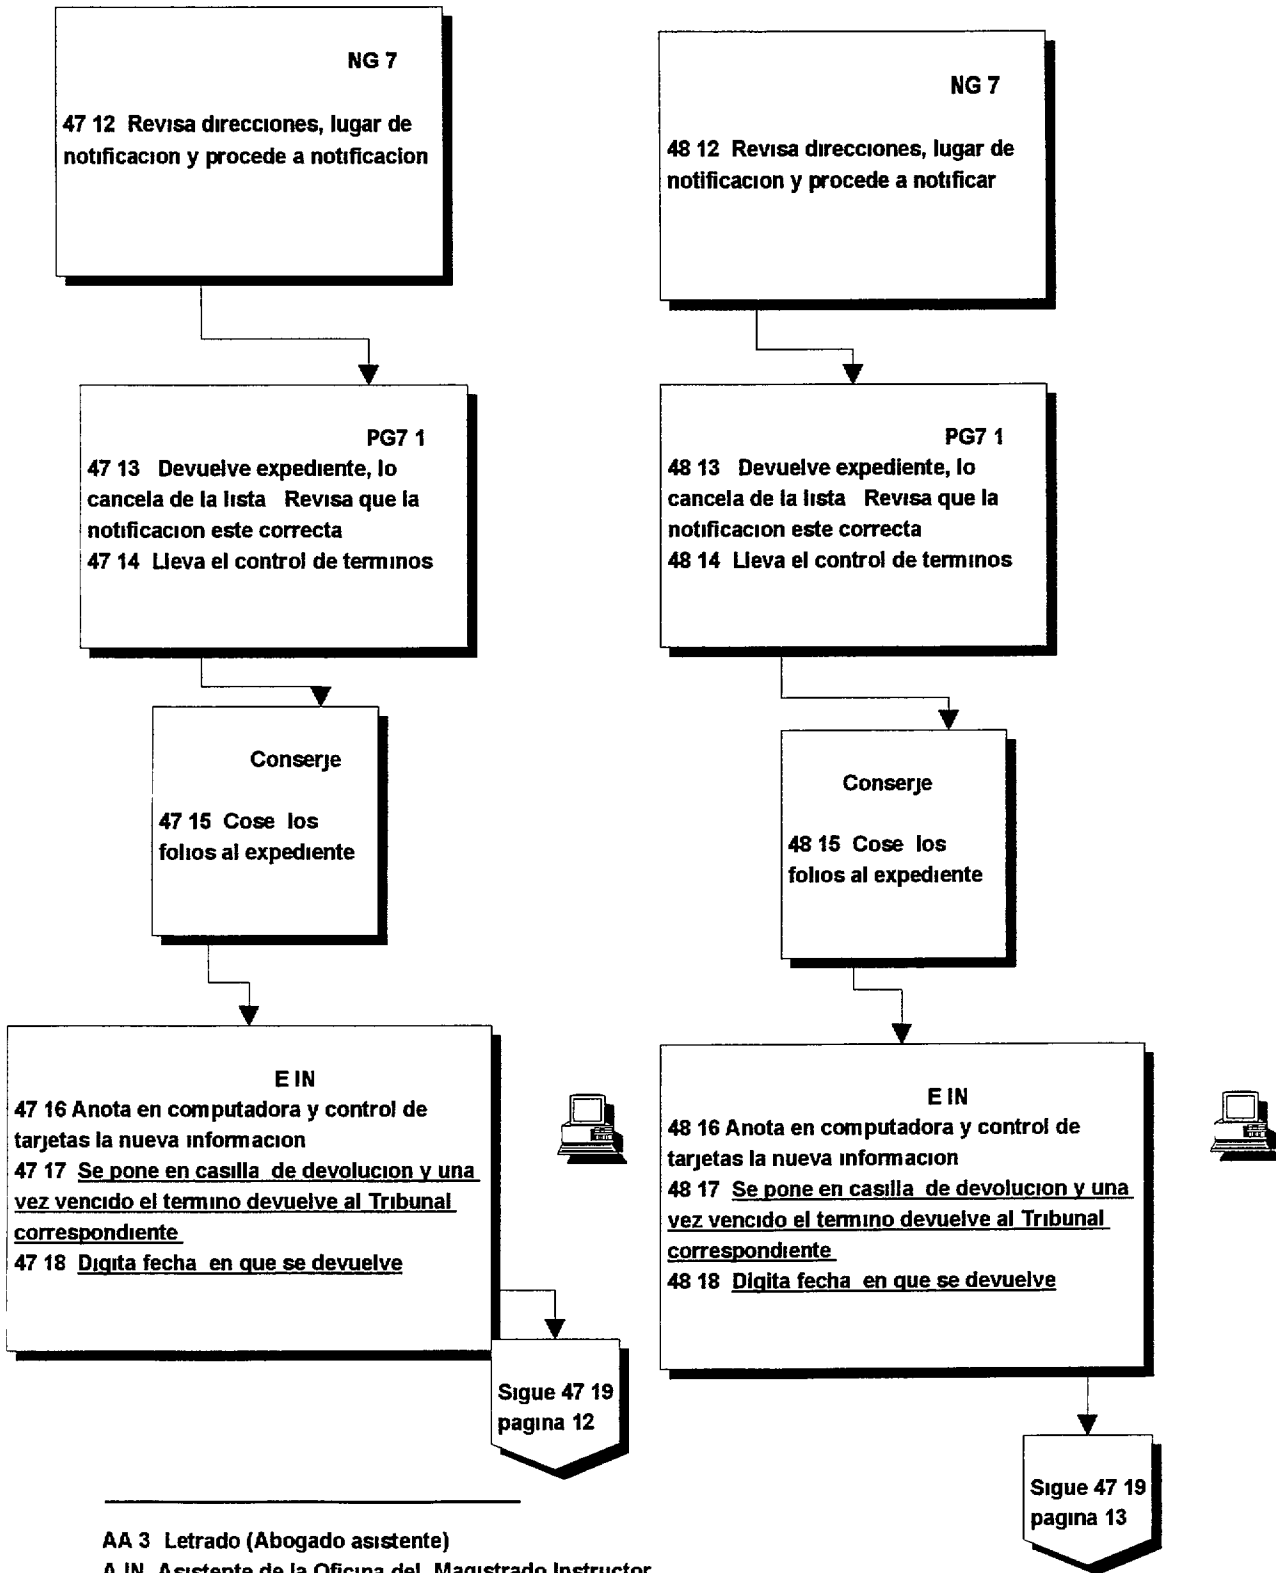 NG 7
47 12  Revisa direcciones, lugar de
notificacion y procede a notificacion
PG7 1
47 13  Devuelve expediente, lo
cancela de la lista  Revisa que la
notificacion este correcta
47 14  Lleva el control de terminos
Conserje
47 15  Cose  los
folios al expediente
E IN
47 16 Anota en computadora y control de
tarjetas la nueva informacion
47 17  Se pone en casilla  de devolucion y una
vez vencido el termino devuelve al Tribunal
correspondiente
47 18  Digita fecha  en que se devuelve
Sigue 47 19
pagina 12
NG 7
48 12  Revisa direcciones, lugar de
notificacion y procede a notificar
PG7 1
48 13  Devuelve expediente, lo
cancela de la lista  Revisa que la
notificacion este correcta
48 14  Lleva el control de terminos
Conserje
48 15  Cose  los
folios al expediente
E IN
48 16 Anota en computadora y control de
tarjetas la nueva informacion
48 17  Se pone en casilla  de devolucion y una
vez vencido el termino devuelve al Tribunal
correspondiente
48 18  Digita fecha  en que se devuelve
Sigue 47 19
pagina 13
AA 3  Letrado (Abogado asistente)
A IN  Asistente de la Oficina del  Magistrado Instructor